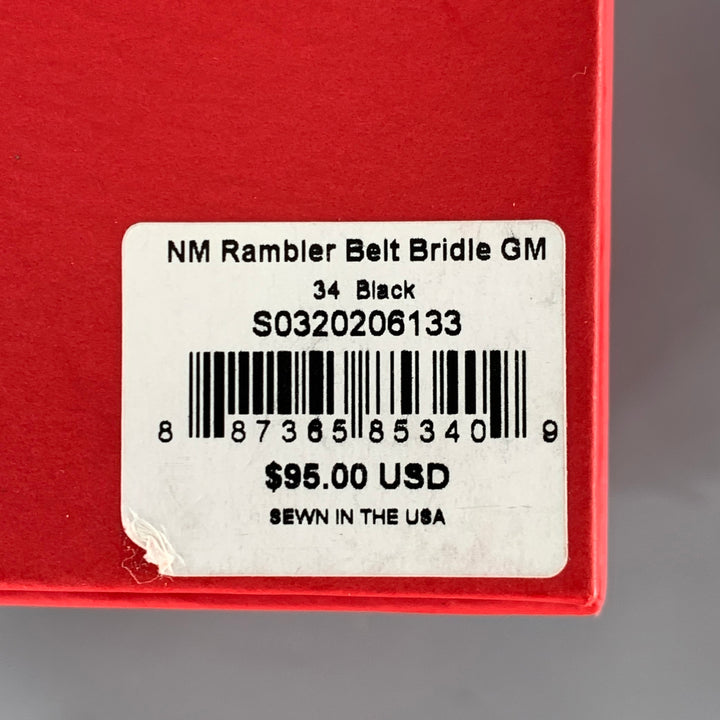 NM Rambler Belt Bridle GM
34 Black
S0320206133
8 87365 85340 9
$95.00 USD
SEWN IN THE USA